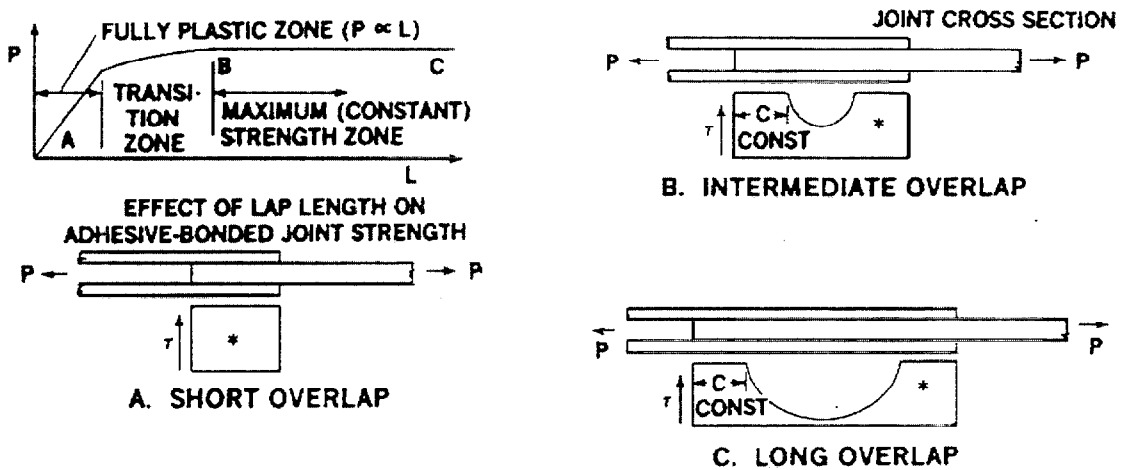 FULLY PLASTIC ZONE (P ∝ L)
P
B
C
TRANSI-
TION
ZONE
MAXIMUM (CONSTANT)
STRENGTH ZONE
A
L
EFFECT OF LAP LENGTH ON
ADHESIVE-BONDED JOINT STRENGTH
P
P
τ
*
A. SHORT OVERLAP
JOINT CROSS SECTION
P
P
τ
C
CONST
*
B. INTERMEDIATE OVERLAP
P
P
τ
C
CONST
*
C. LONG OVERLAP